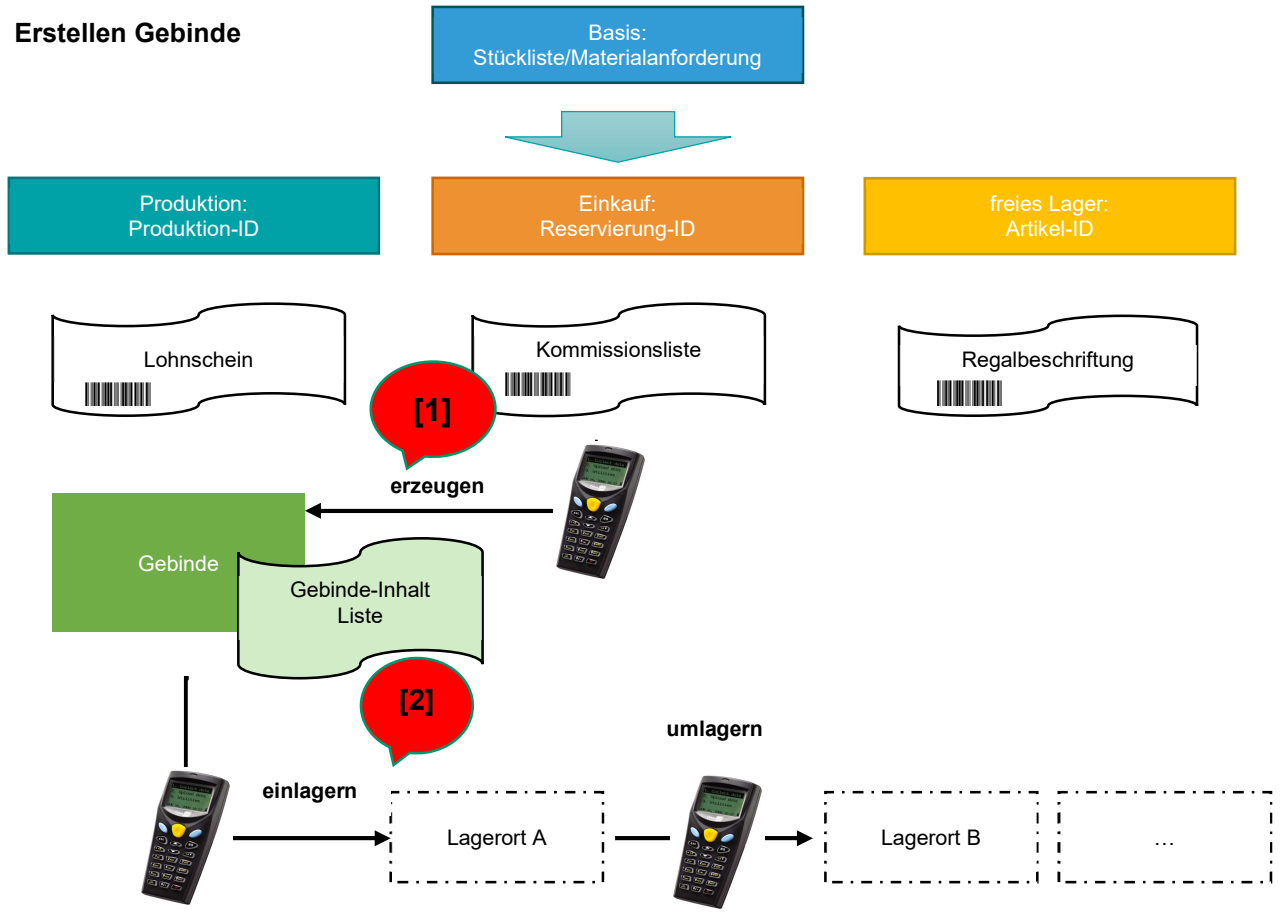 Erstellen Gebinde
Basis:
Stückliste/Materialanforderung
Produktion:
Produktion-ID
Einkauf:
Reservierung-ID
freies Lager:
Artikel-ID
Lohnschein
Kommissionsliste
Regalbeschriftung
[1]
erzeugen
Gebinde
Gebinde-Inhalt
Liste
[2]
umlagern
einlagern
Lagerort A
Lagerort B
...